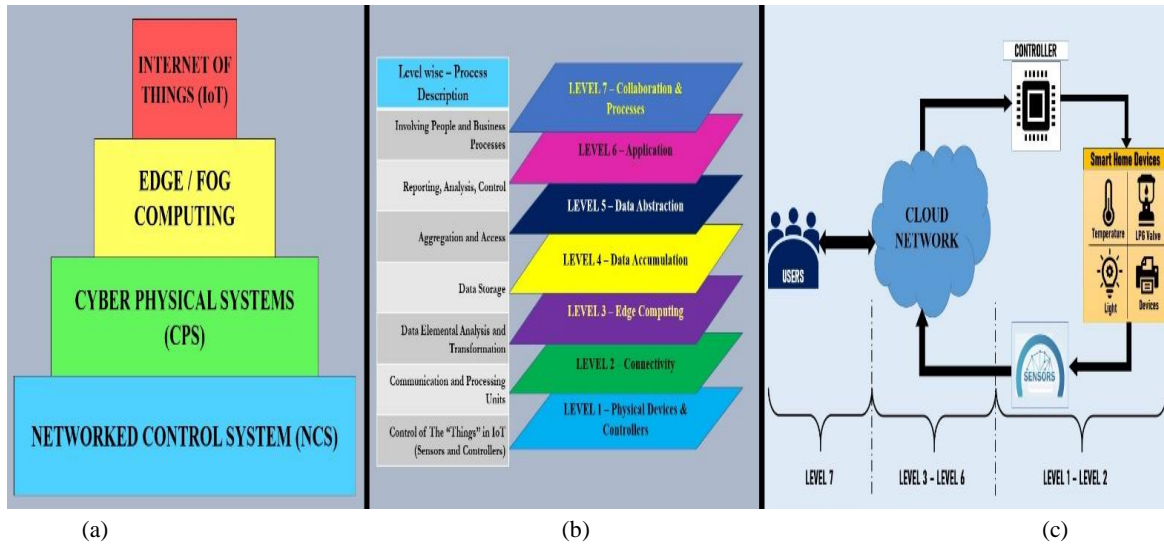 INTERNET OF
THINGS (IoT)
EDGE / FOG
COMPUTING
CYBER PHYSICAL SYSTEMS
(CPS)
NETWORKED CONTROL SYSTEM (NCS)
(a)
Level wise – Process
Description
Involving People and Business
Processes
Reporting, Analysis, Control
Aggregation and Access
Data Storage
Data Elemental Analysis and
Transformation
Communication and Processing
Units
Control of The "Things" in IoT
(Sensors and Controllers)
LEVEL 7 – Collaboration &
Processes
LEVEL 6 – Application
LEVEL 5 – Data Abstraction
LEVEL 4 – Data Accumulation
LEVEL 3 – Edge Computing
LEVEL 2 – Connectivity
LEVEL 1 – Physical Devices &
Controllers
(b)
CONTROLLER
Smart Home Devices
Temperature
LPG Valve
Light
Devices
CLOUD
NETWORK
USERS
SENSORS
LEVEL 7
LEVEL 3 – LEVEL 6
LEVEL 1 – LEVEL 2
(c)